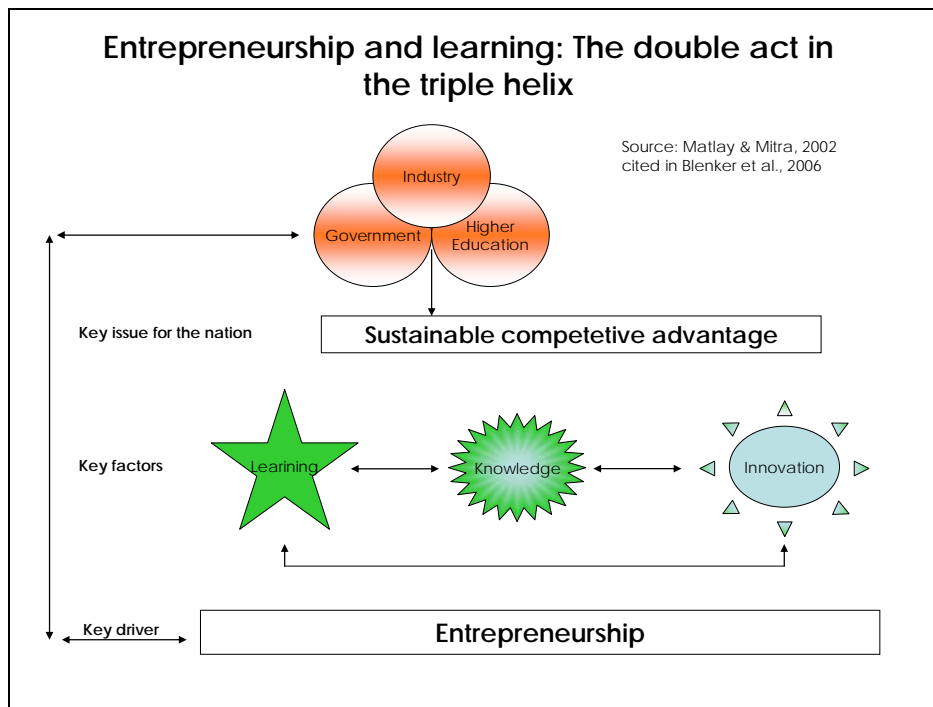 Entrepreneurship and learning: The double act in
the triple helix
Source: Matlay & Mitra, 2002
cited in Blenker et al., 2006
Industry
Government
Higher
Education
Key issue for the nation
Sustainable competetive advantage
Key factors
Learining
Knowledge
Innovation
Key driver
Entrepreneurship